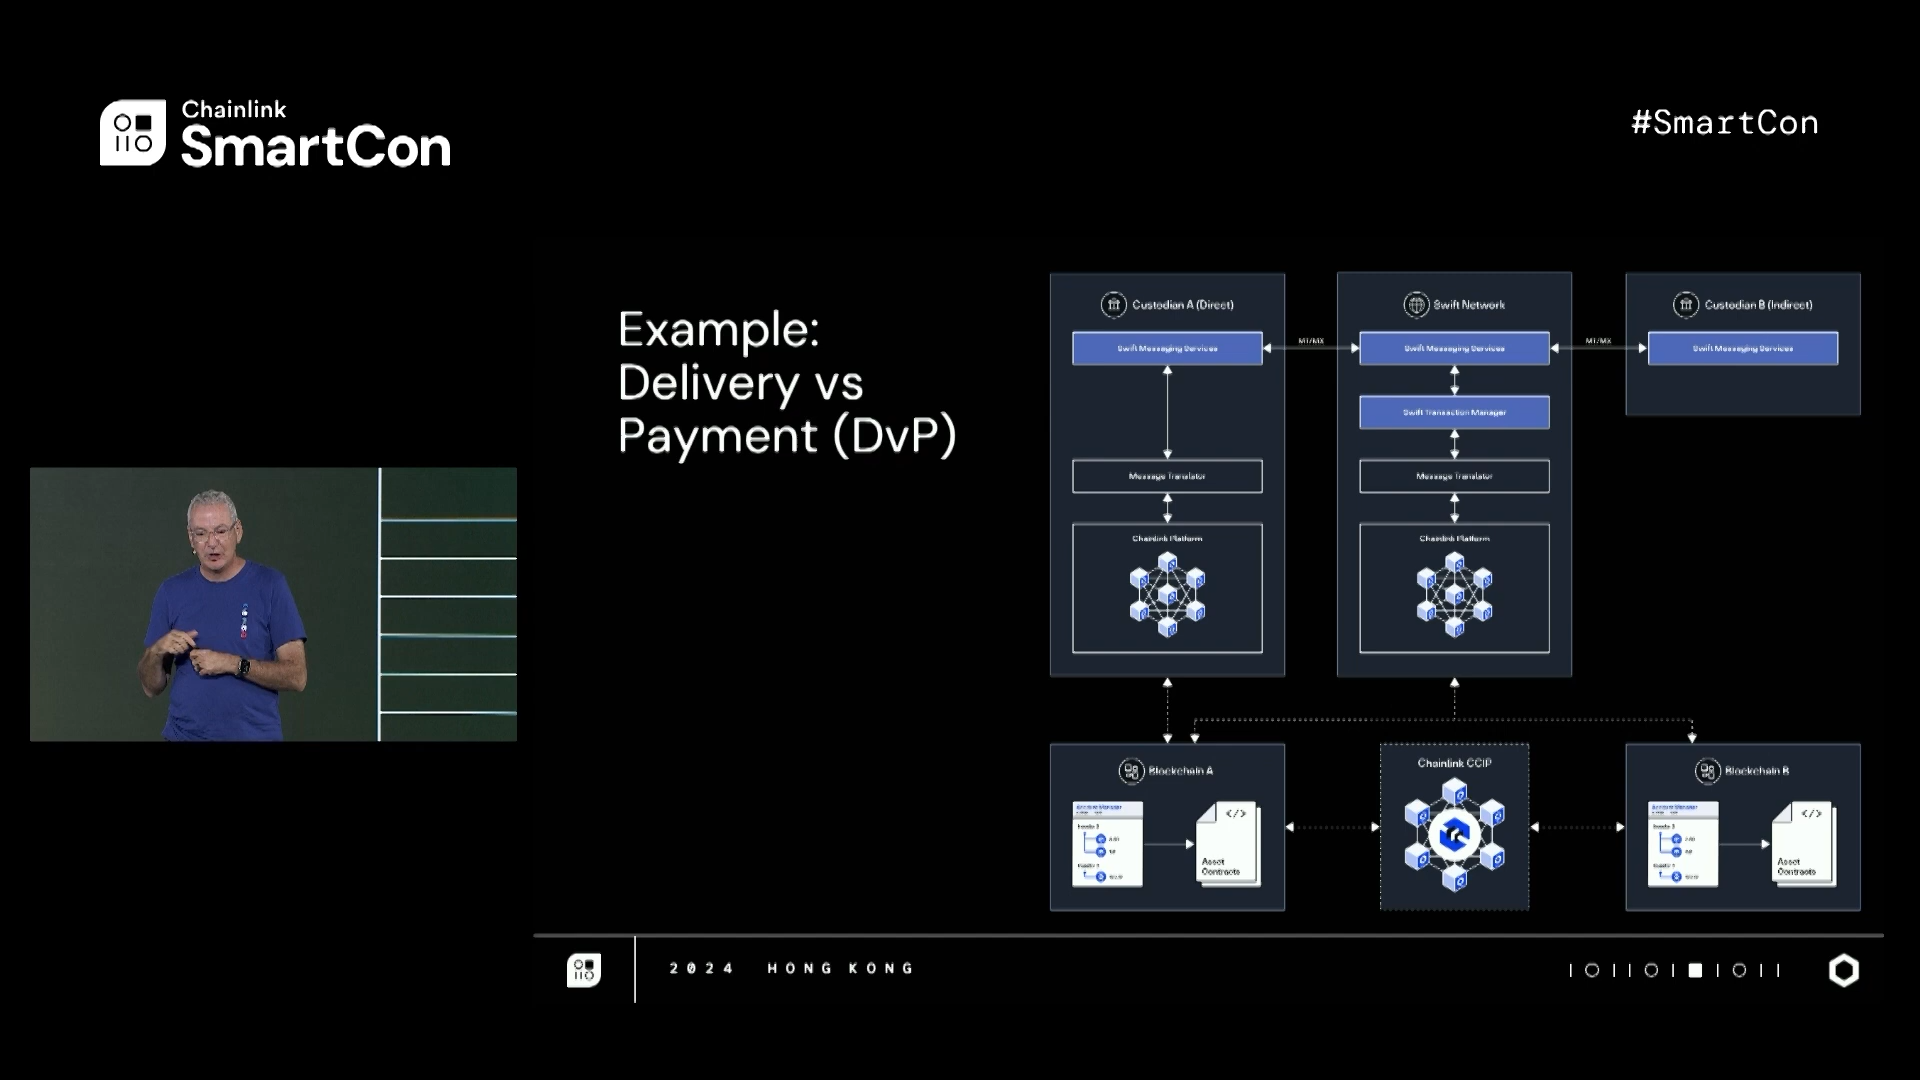 Chainlink
SmartCon
#SmartCon
Example:
Delivery vs
Payment (DvP)
Custodian A (Direct)
Swift Messaging Services
Message Translator
Chainlink Platform
MT/MX
Swift Network
Swift Messaging Services
Swift Transaction Manager
Message Translator
Chainlink Platform
MT/MX
Custodian B (Indirect)
Swift Messaging Services
Blockchain A
</>
Asset
Contracts
Chainlink CCIP
Blockchain B
</>
Asset
Contracts
2024 HONG KONG